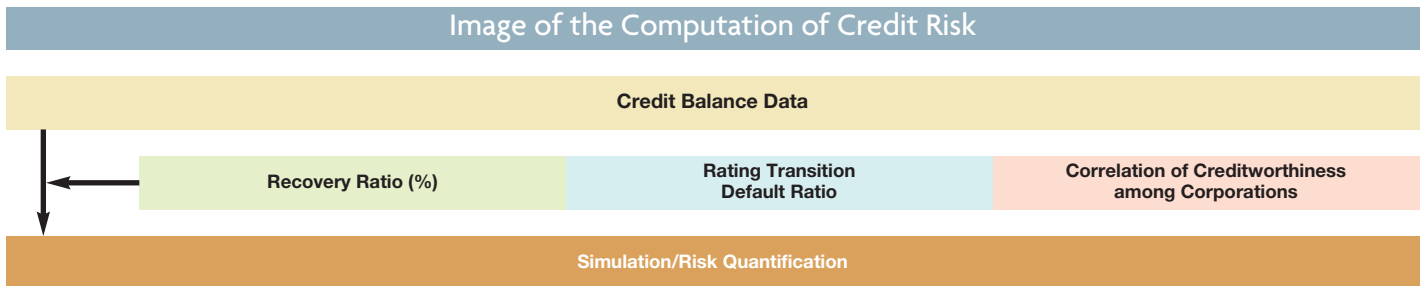 Image of the Computation of Credit Risk
Credit Balance Data
Recovery Ratio (%)
Rating Transition
Default Ratio
Correlation of Creditworthiness
among Corporations
Simulation/Risk Quantification